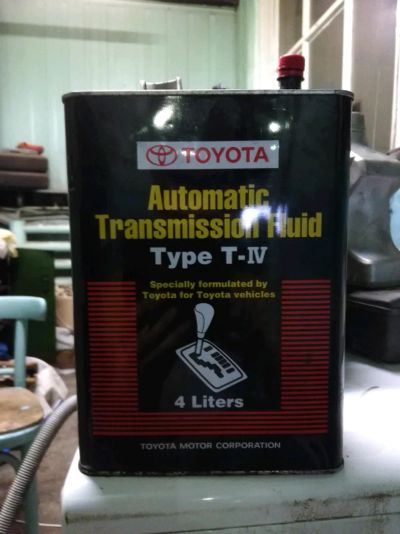 TOYOTA
Automatic
Transmission Fluid
Type T-IV
Specially formulated by
Toyota for Toyota vehicles
4 Liters
TOYOTA MOTOR CORPORATION